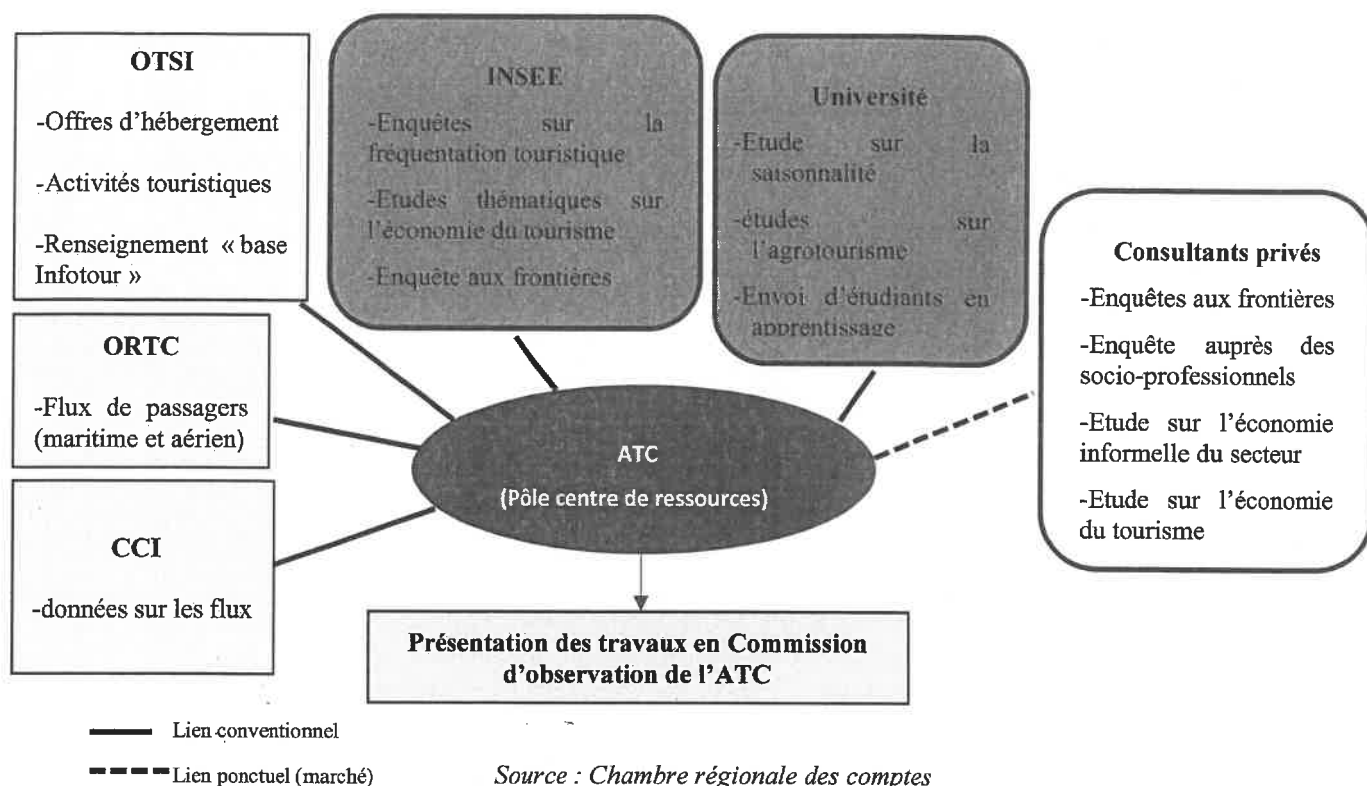 OTSI
-Offres d'hébergement
-Activités touristiques
-Renseignement « base
Infotour »
INSEE
-Enquêtes sur la
fréquentation touristique
-Etudes thématiques sur
l'économie du tourisme
-Enquête aux frontières
Université
-Etude sur la
saisonnalité
-études sur
l'agrotourisme
-Envoi d'étudiants en
apprentissage
Consultants privés
-Enquêtes aux frontières
-Enquête auprès des
socio-professionnels
-Etude sur l'économie
informelle du secteur
-Etude sur l'économie
du tourisme
ORTC
-Flux de passagers
(maritime et aérien)
CCI
-données sur les flux
ATC
(Pôle centre de ressources)
Présentation des travaux en Commission
d'observation de l'ATC
Lien conventionnel
Lien ponctuel (marché)
Source : Chambre régionale des comptes